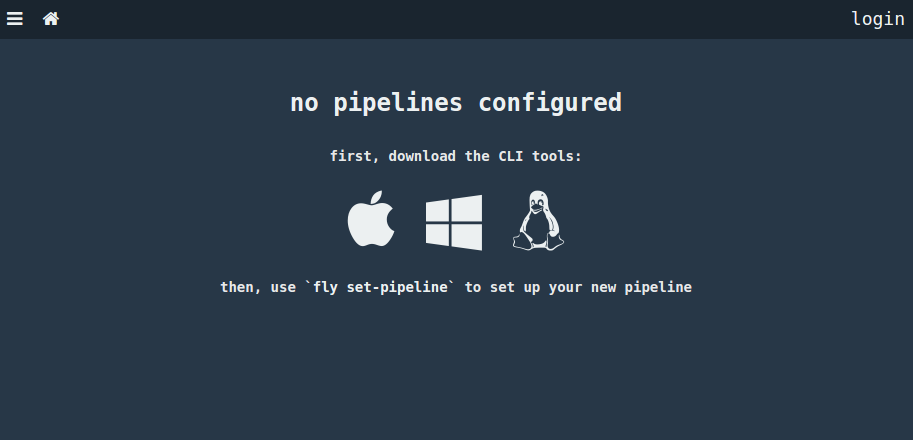 login
no pipelines configured
first, download the CLI tools:
then, use `fly set-pipeline` to set up your new pipeline